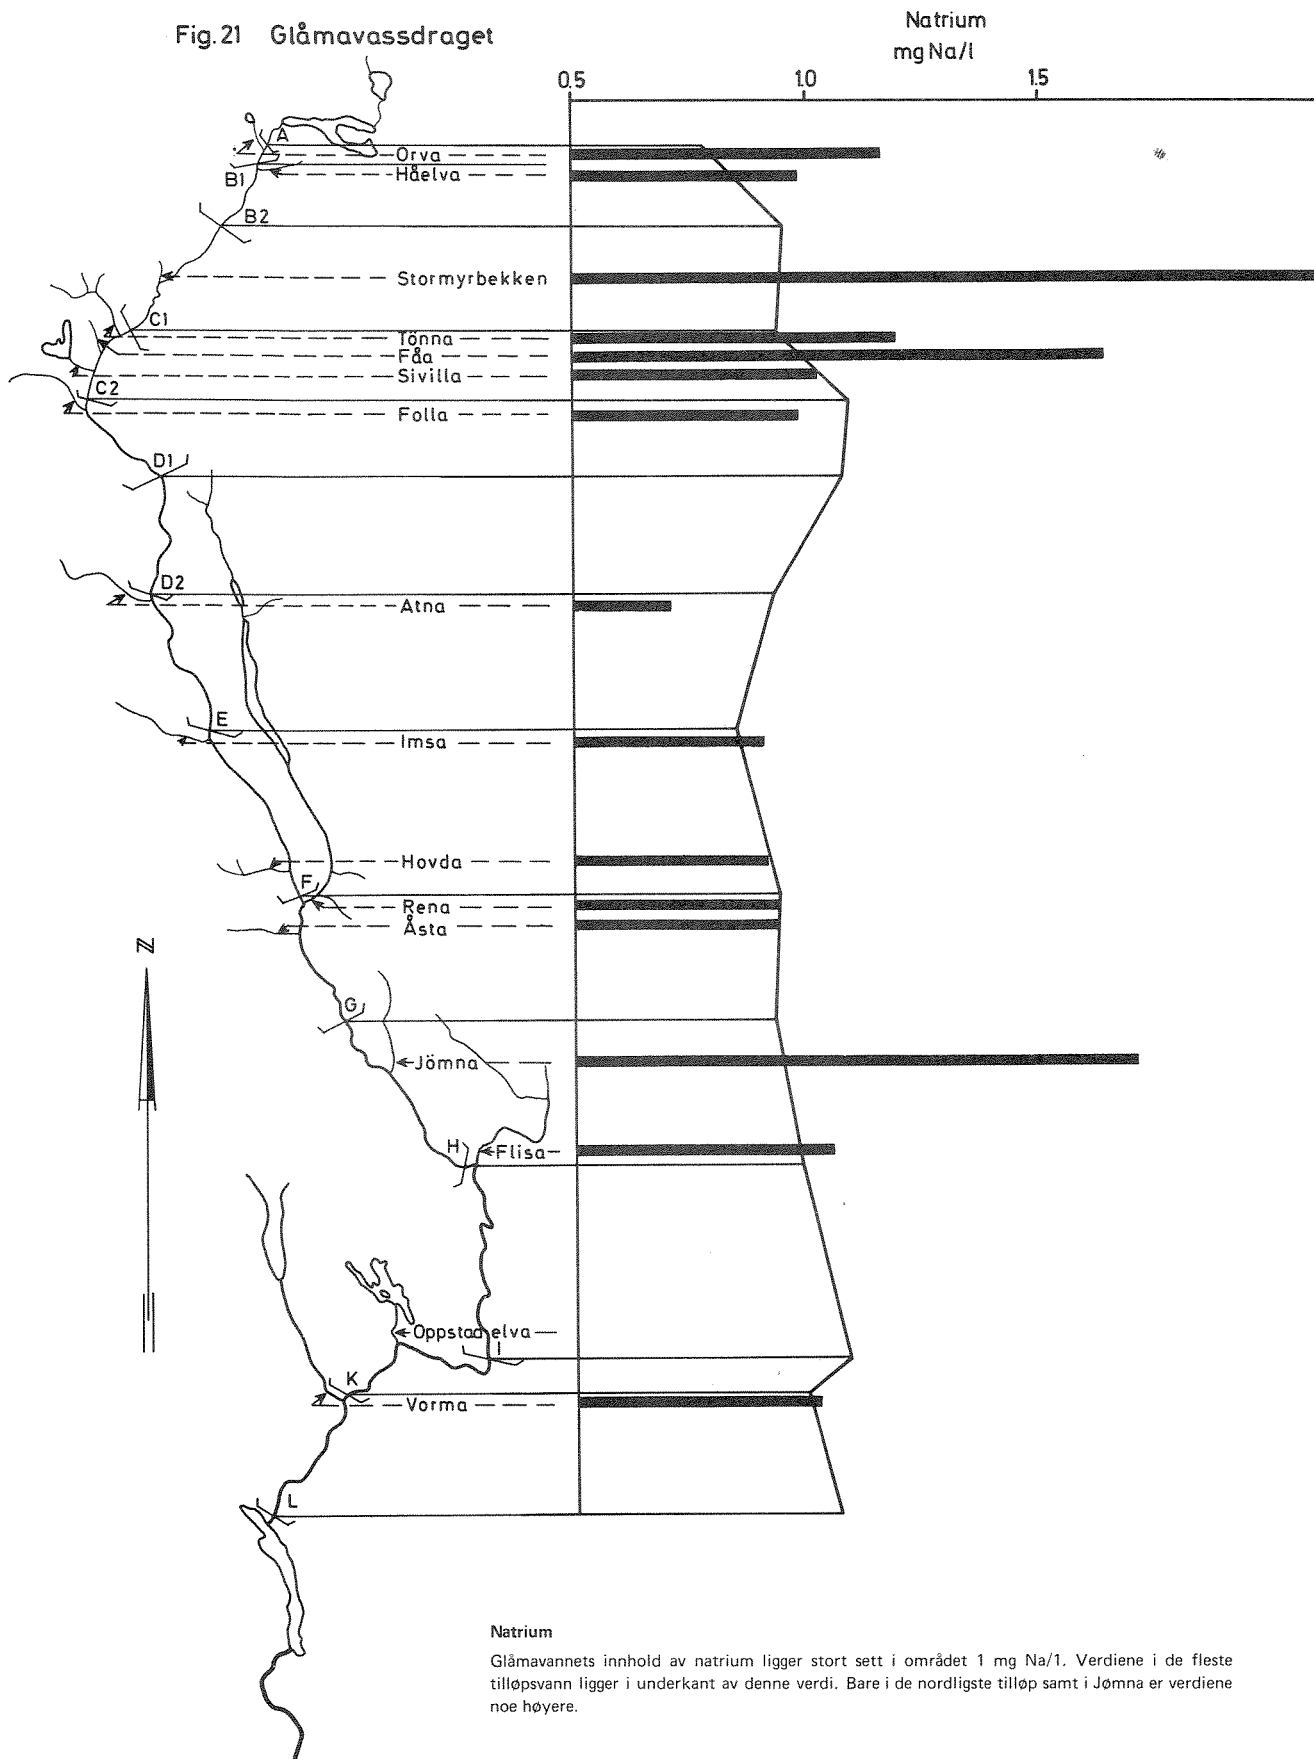 Fig.21 Glåmavassdraget
Natrium
mg Na/l
0.5 1.0 1.5
A
Orva
B1
Håelva
B2
Stormyrbekken
C1
Tönna
Fåa
Sivilla
C2
Folla
D1
D2
Atna
E
Imsa
Hovda
F
Rena
Åsta
N
G
Jömna
H
Flisa
Oppstadelva
I
K
Vorma
L
Natrium
Glåmavannets innhold av natrium ligger stort sett i området 1 mg Na/1. Verdiene i de fleste
tilløpsvann ligger i underkant av denne verdi. Bare i de nordligste tilløp samt i Jømna er verdiene
noe høyere.